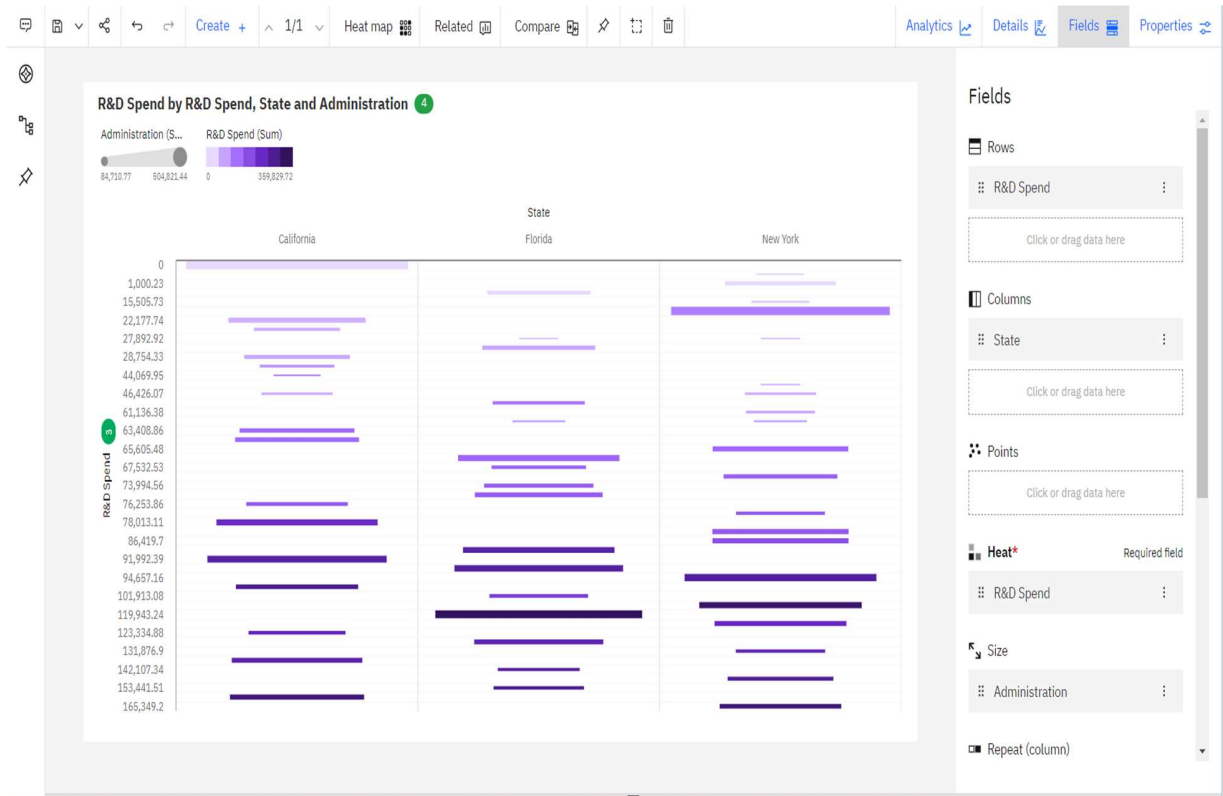 Create +
1/1
Heat map
Related
Compare
Analytics
Details
Fields
Properties
R&D Spend by R&D Spend, State and Administration 4
Administration (S...
R&D Spend (Sum)
84,710.77 504,821.44
0 359,829.72
State
California
Florida
New York
R&D Spend 3
0
1,000.23
15,505.73
22,177.74
27,892.92
28,754.33
44,069.95
46,426.07
61,136.38
63,408.86
65,605.48
67,532.53
73,994.56
76,253.86
78,013.11
86,419.7
91,992.39
94,657.16
101,913.08
119,943.24
123,334.88
131,876.9
142,107.34
153,441.51
165,349.2
Fields
Rows
R&D Spend
Click or drag data here
Columns
State
Click or drag data here
Points
Click or drag data here
Heat* Required field
R&D Spend
Size
Administration
Repeat (column)